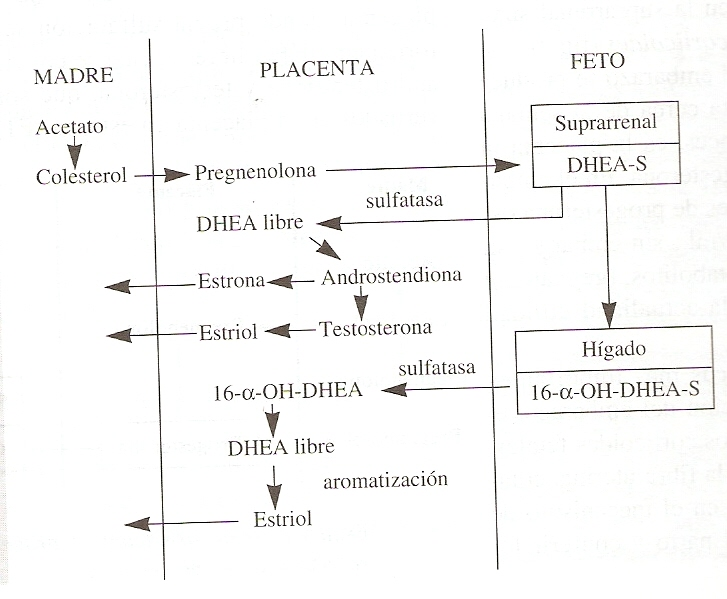 MADRE
PLACENTA
FETO
Acetato
Suprarrenal
Colesterol
Pregnenolona
DHEA-S
sulfatasa
DHEA libre
Estrona
Androstendiona
Estriol
Testosterona
Hígado
sulfatasa
16-α-OH-DHEA
16-α-OH-DHEA-S
DHEA libre
aromatización
Estriol